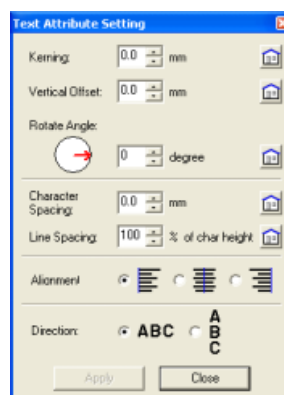 Text Attribute Setting
Kerning: 0.0 mm
Vertical Offset: 0.0 mm
Rotate Angle:
0 degree
Character Spacing: 0.0 mm
Line Spacing: 100 % of char height
Alignment
Direction: ABC A B C
Apply Close